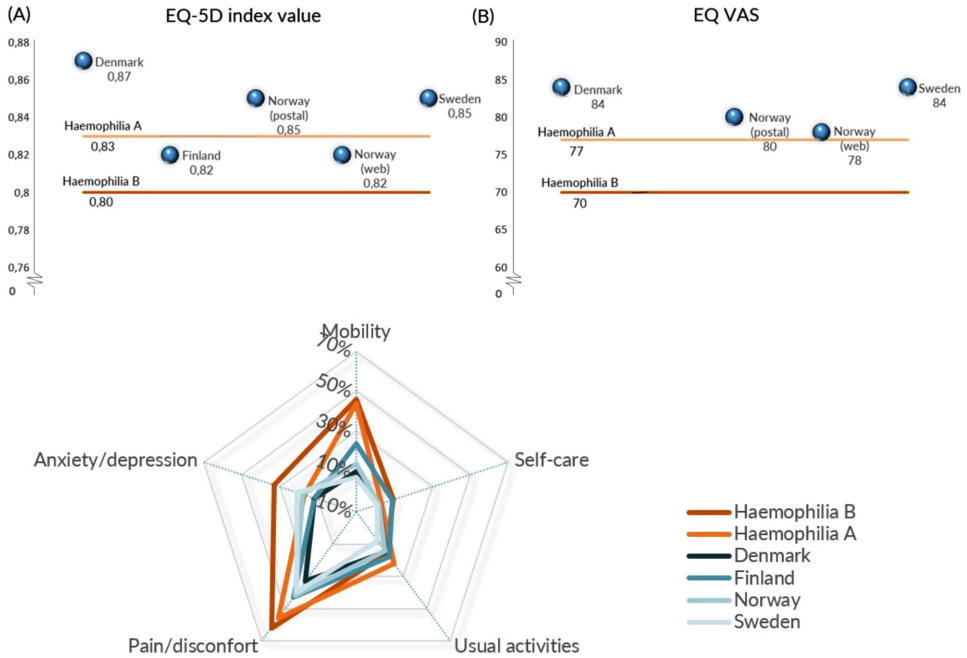 (A)
EQ-5D index value
0,88
0,86
0,84
0,82
0,8
0,78
0,76
0
Denmark
0,87
Norway
(postal)
0,85
Sweden
0,85
Haemophilia A
0,83
Finland
0,82
Norway
(web)
0,82
Haemophilia B
0,80
(B)
EQ VAS
90
85
80
75
70
65
60
0
Denmark
84
Norway
(postal)
80
Norway
(web)
78
Sweden
84
Haemophilia A
77
Haemophilia B
70
Mobility
70%
50%
30%
10%
10%
Anxiety/depression
Self-care
Pain/disconfort
Usual activities
Haemophilia B
Haemophilia A
Denmark
Finland
Norway
Sweden